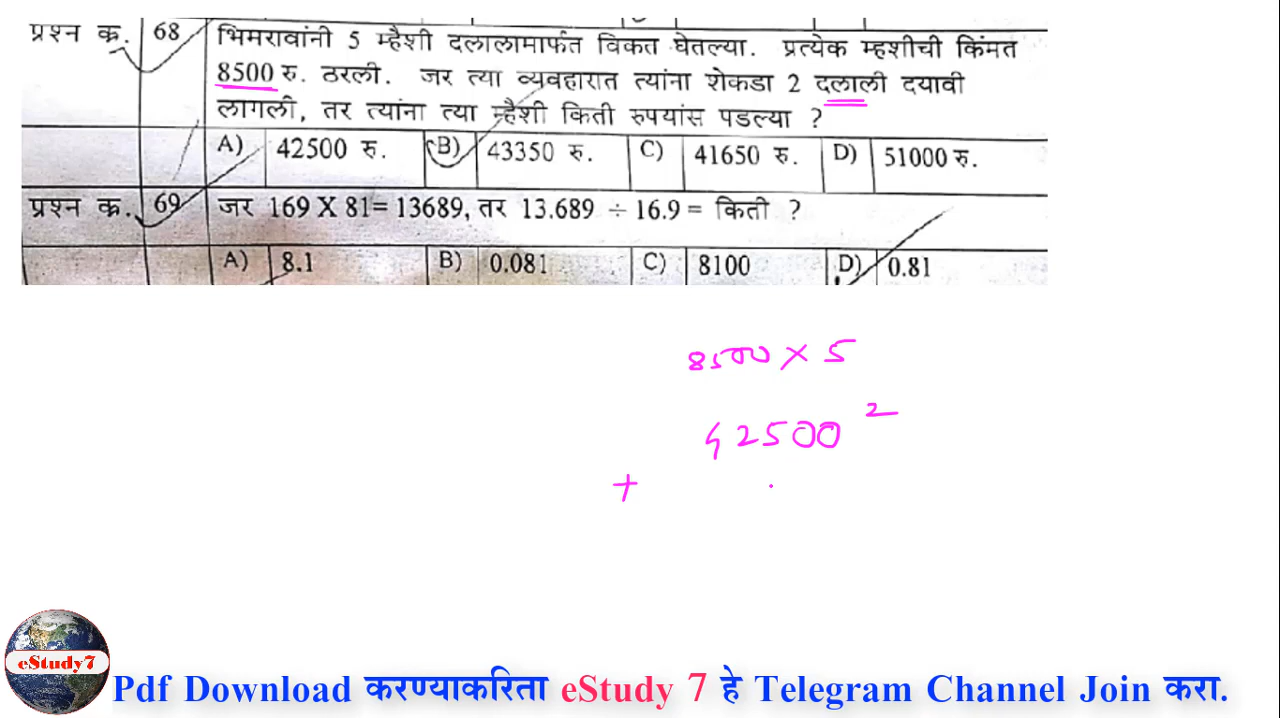 प्रश्न क्र. 68 भिमरावांनी 5 म्हैशी दलालामार्फत विकत घेतल्या. प्रत्येक म्हशीची किंमत
8500 रु. ठरली. जर त्या व्यवहारात त्यांना शेकडा 2 दलाली दयावी
लागली, तर त्यांना त्या म्हैशी किती रुपयांस पडल्या ?
A) 42500 रु. B) 43350 रु. C) 41650 रु. D) 51000 रु.
प्रश्न क्र. 69 जर 169 X 81= 13689, तर 13.689 ÷ 16.9 = किती ?
A) 8.1 B) 0.081 C) 8100 D) 0.81
8500 × 5
42500 2
+
eStudy7
Pdf Download करण्याकरिता eStudy 7 हे Telegram Channel Join करा.